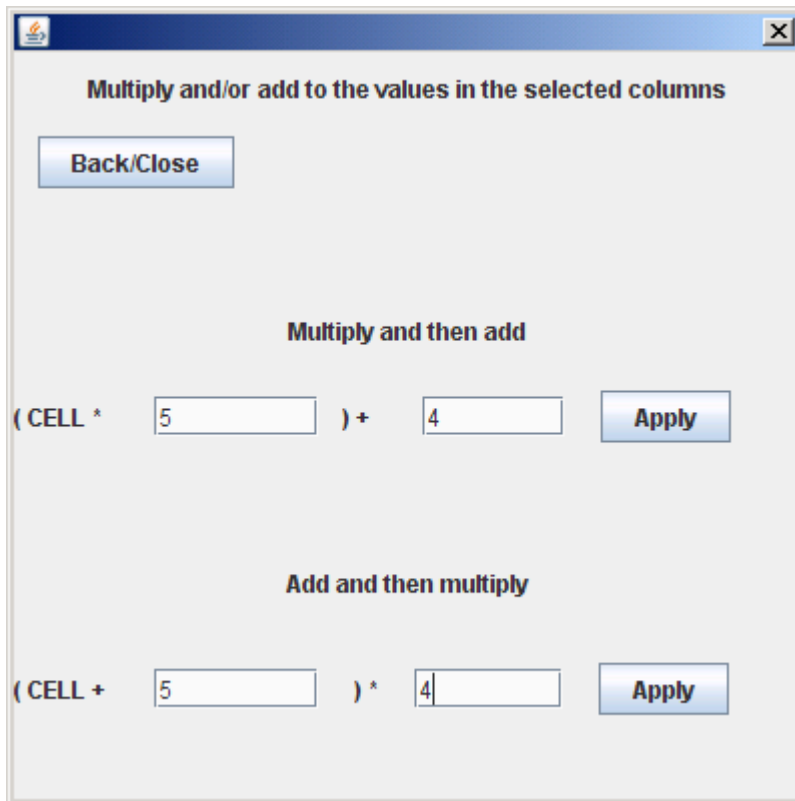 Multiply and/or add to the values in the selected columns
Back/Close
Multiply and then add
( CELL * 5 ) + 4 Apply
Add and then multiply
( CELL + 5 ) * 4 Apply